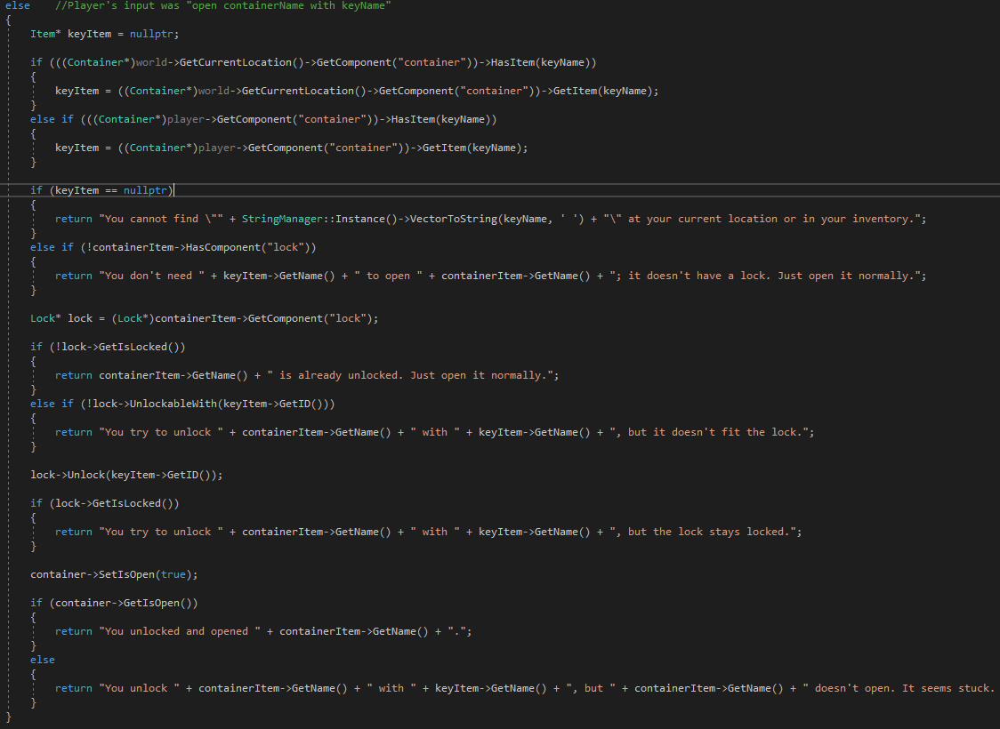 else    //Player's input was "open containerName with keyName"
{
    Item* keyItem = nullptr;
    if (((Container*)world->GetCurrentLocation()->GetComponent("container"))->HasItem(keyName))
    {
        keyItem = ((Container*)world->GetCurrentLocation()->GetComponent("container"))->GetItem(keyName);
    }
    else if (((Container*)player->GetComponent("container"))->HasItem(keyName))
    {
        keyItem = ((Container*)player->GetComponent("container"))->GetItem(keyName);
    }
    if (keyItem == nullptr)
    {
        return "You cannot find \"" + StringManager::Instance()->VectorToString(keyName, ' ') + "\" at your current location or in your inventory.";
    }
    else if (!containerItem->HasComponent("lock"))
    {
        return "You don't need " + keyItem->GetName() + " to open " + containerItem->GetName() + "; it doesn't have a lock. Just open it normally.";
    }
    Lock* lock = (Lock*)containerItem->GetComponent("lock");
    if (!lock->GetIsLocked())
    {
        return containerItem->GetName() + " is already unlocked. Just open it normally.";
    }
    else if (!lock->UnlockableWith(keyItem->GetID()))
    {
        return "You try to unlock " + containerItem->GetName() + " with " + keyItem->GetName() + ", but it doesn't fit the lock.";
    }
    lock->Unlock(keyItem->GetID());
    if (lock->GetIsLocked())
    {
        return "You try to unlock " + containerItem->GetName() + " with " + keyItem->GetName() + ", but the lock stays locked.";
    }
    container->SetIsOpen(true);
    if (container->GetIsOpen())
    {
        return "You unlocked and opened " + containerItem->GetName() + ".";
    }
    else
    {
        return "You unlock " + containerItem->GetName() + " with " + keyItem->GetName() + ", but " + containerItem->GetName() + " doesn't open. It seems stuck.
    }
}